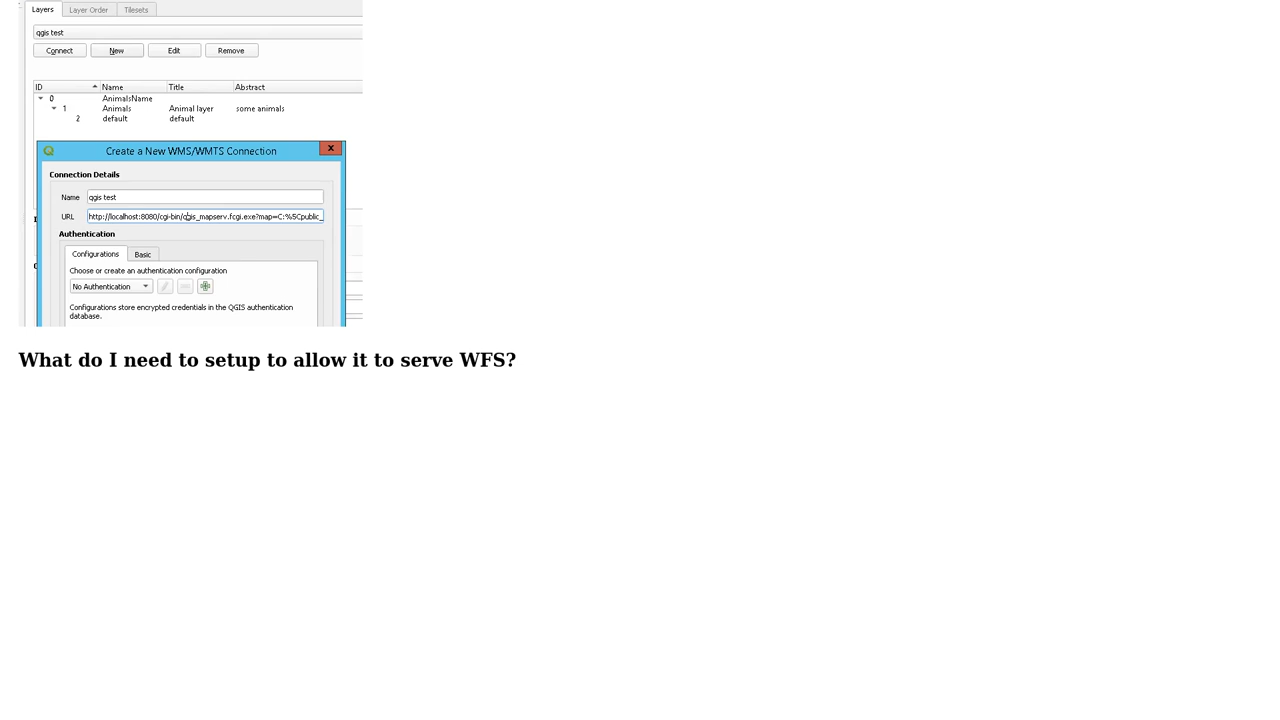 Layers Layer Order Tilesets
qgis test
Connect New Edit Remove
ID Name Title Abstract
0 AnimalsName
1 Animals Animal layer some animals
2 default default
Create a New WMS/WMTS Connection X
Connection Details
Name qgis test
URL http://localhost:8080/cgi-bin/qgis_mapserv.fcgi.exe?map=C:%5Cpublic_
Authentication
Configurations Basic
Choose or create an authentication configuration
No Authentication
Configurations store encrypted credentials in the QGIS authentication
database.
What do I need to setup to allow it to serve WFS?